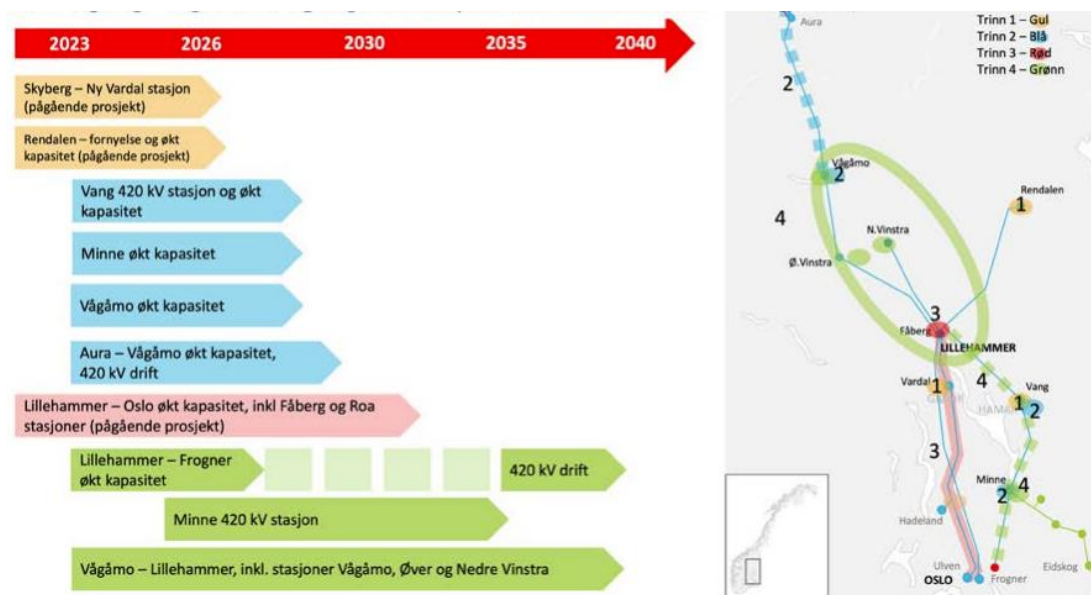 2023 2026 2030 2035 2040
Skyberg – Ny Vardal stasjon
(pågående prosjekt)
Rendalen – fornyelse og økt
kapasitet (pågående prosjekt)
Vang 420 kV stasjon og økt
kapasitet
Minne økt kapasitet
Vågåmo økt kapasitet
Aura – Vågåmo økt kapasitet,
420 kV drift
Lillehammer – Oslo økt kapasitet, inkl Fåberg og Roa
stasjoner (pågående prosjekt)
Lillehammer – Frogner
økt kapasitet
420 kV drift
Minne 420 kV stasjon
Vågåmo – Lillehammer, inkl. stasjoner Vågåmo, Øver og Nedre Vinstra
Trinn 1 – Gul
Trinn 2 – Blå
Trinn 3 – Rød
Trinn 4 – Grønn
Aura
2
Vågåmo
2
Rendalen
1
4
N.Vinstra
Ø.Vinstra
3
Fåberg
LILLEHAMMER
4
Vardal
1
Vang
1
2
HAMAR
3
Minne
2
4
Hadeland
Ulven
OSLO
Frogner
Eidskog